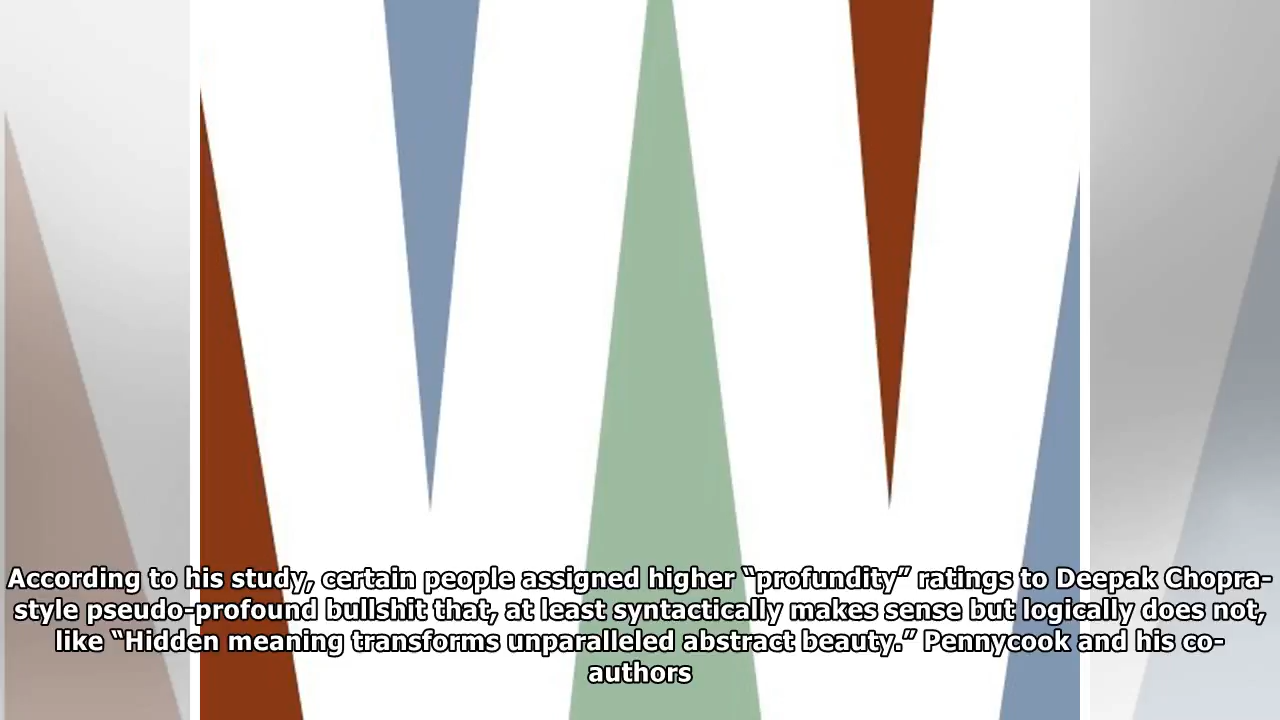 According to his study, certain people assigned higher “profundity” ratings to Deepak Chopra-
style pseudo-profound bullshit that, at least syntactically makes sense but logically does not,
like “Hidden meaning transforms unparalleled abstract beauty.” Pennycook and his co-
authors